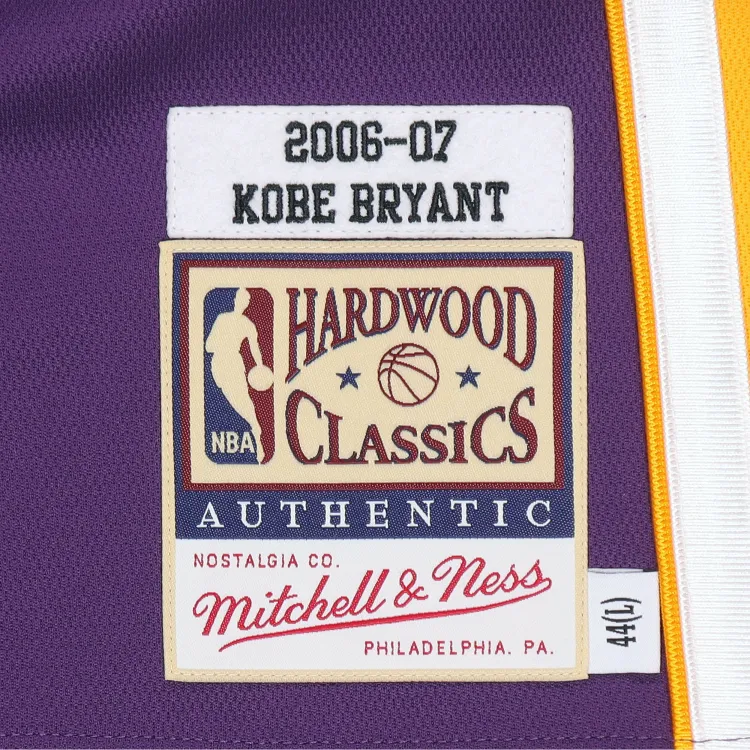 2006-07
KOBE BRYANT
HARDWOOD
CLASSICS
NBA
AUTHENTIC
NOSTALGIA CO.
Mitchell & Ness
PHILADELPHIA. PA.
44(L)